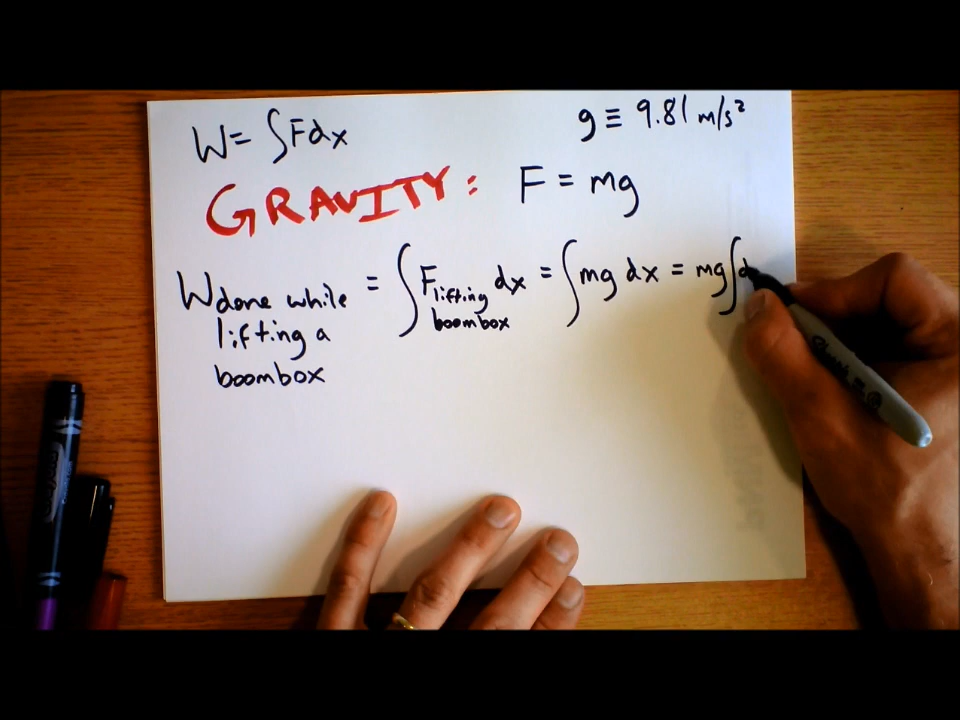 W = ∫F dx
g ≡ 9.81 m/s²
GRAVITY: F = mg
W done while lifting a boombox = ∫F lifting boombox dx = ∫mg dx = mg∫d